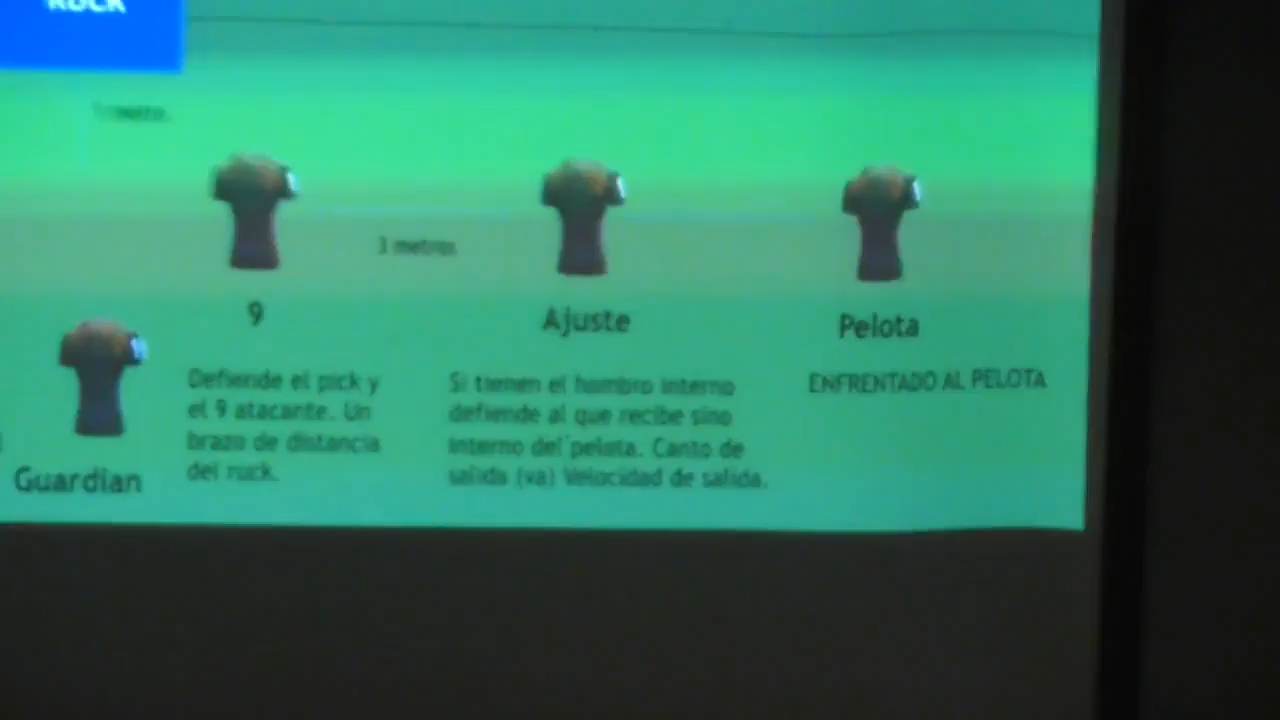 RUCK
1 metro.
3 metros
9
Ajuste
Pelota
Guardian
Defiende el pick y
el 9 atacante. Un
brazo de distancia
del ruck.
Si tienen el hombro interno
defiende al que recibe sino
interno del pelota. Canto de
salida (va) Velocidad de salida.
ENFRENTADO AL PELOTA